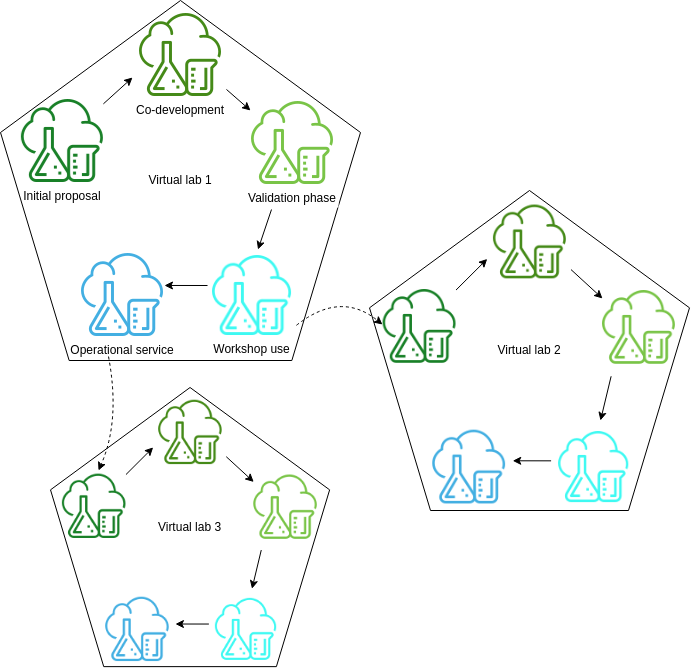 Co-development
Initial proposal
Virtual lab 1
Validation phase
Operational service
Workshop use
Virtual lab 2
Virtual lab 3